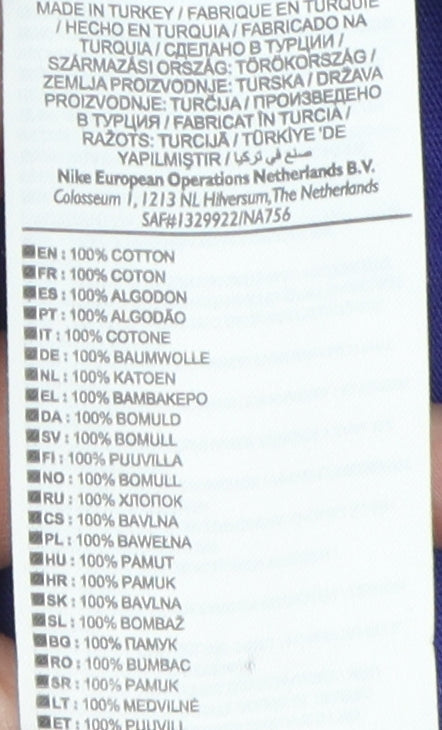 MADE IN TURKEY / FABRIQUE EN TURQUIE
/ HECHO EN TURQUIA / FABRICADO NA
TURQUIA / СДЕЛАНО В ТУРЦИИ /
SZÁRMAZÁSI ORSZÁG: TÖRÖKORSZÁG /
ZEMLJA PROIZVODNJE: TURSKA / DRŽAVA
PROIZVODNJE: TURČIJA / ПРОИЗВЕДЕНО
В ТУРЦИЯ / FABRICAT ÎN TURCIA /
RAŽOTS: TURCIJĀ / TÜRKİYE 'DE
YAPILMIŞTIR / صنع في تركيا
Nike European Operations Netherlands B.V.
Colosseum 1, 1213 NL Hilversum, The Netherlands
SAF#1329922/NA756
EN : 100% COTTON
FR : 100% COTON
ES : 100% ALGODON
PT : 100% ALGODÃO
IT : 100% COTONE
DE : 100% BAUMWOLLE
NL : 100% KATOEN
EL : 100% ΒΑΜΒΑΚΕΡΟ
DA : 100% BOMULD
SV : 100% BOMULL
FI : 100% PUUVILLA
NO : 100% BOMULL
RU : 100% ХЛОПОК
CS : 100% BAVLNA
PL : 100% BAWEŁNA
HU : 100% PAMUT
HR : 100% PAMUK
SK : 100% BAVLNA
SL : 100% BOMBAŽ
BG : 100% ПАМУК
RO : 100% BUMBAC
SR : 100% PAMUK
LT : 100% MEDVILNĖ
ET : 100% PUUVILL